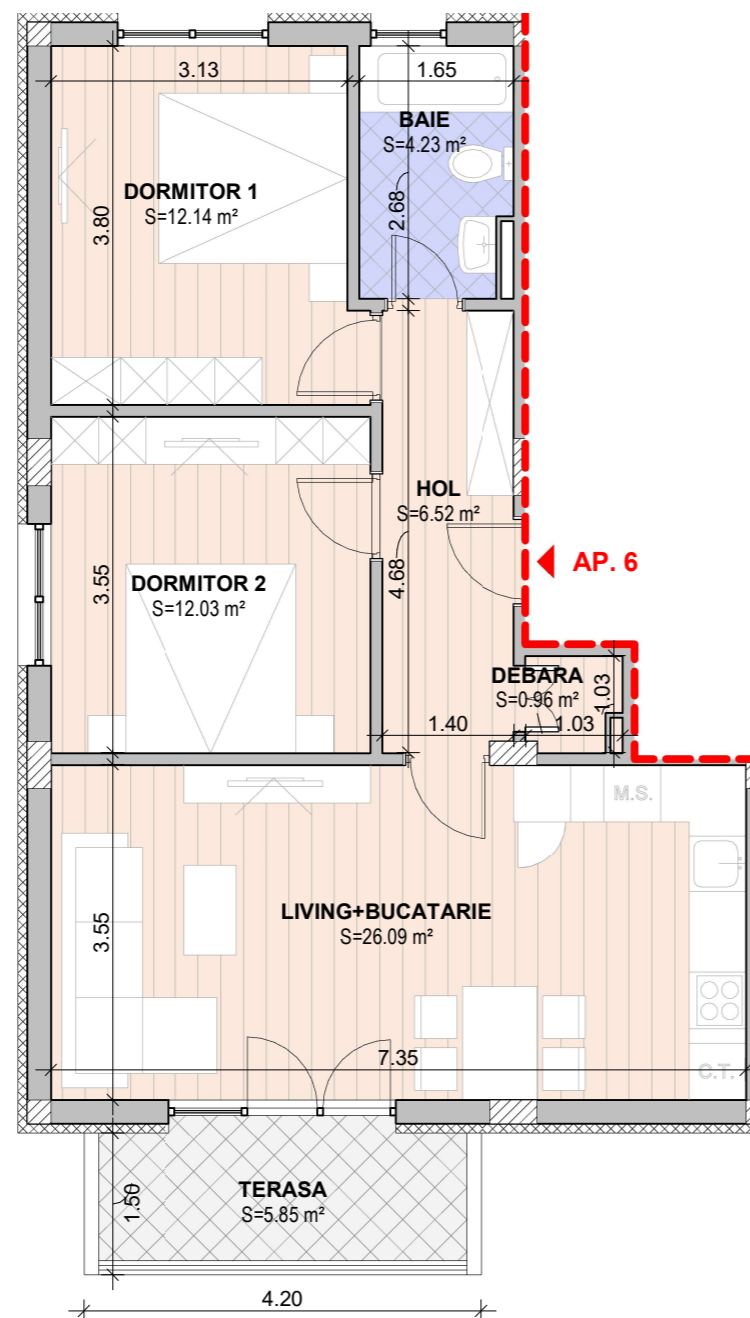 3.13
1.65
BAIE
S=4.23 m²
DORMITOR 1
S=12.14 m²
3.80
2.68
HOL
S=6.52 m²
AP. 6
3.55
DORMITOR 2
S=12.03 m²
4.68
DEBARA
S=0.96 m²
1.03
1.40
1.03
M.S.
LIVING+BUCATARIE
S=26.09 m²
3.55
7.35
C.T.
TERASA
S=5.85 m²
1.50
4.20